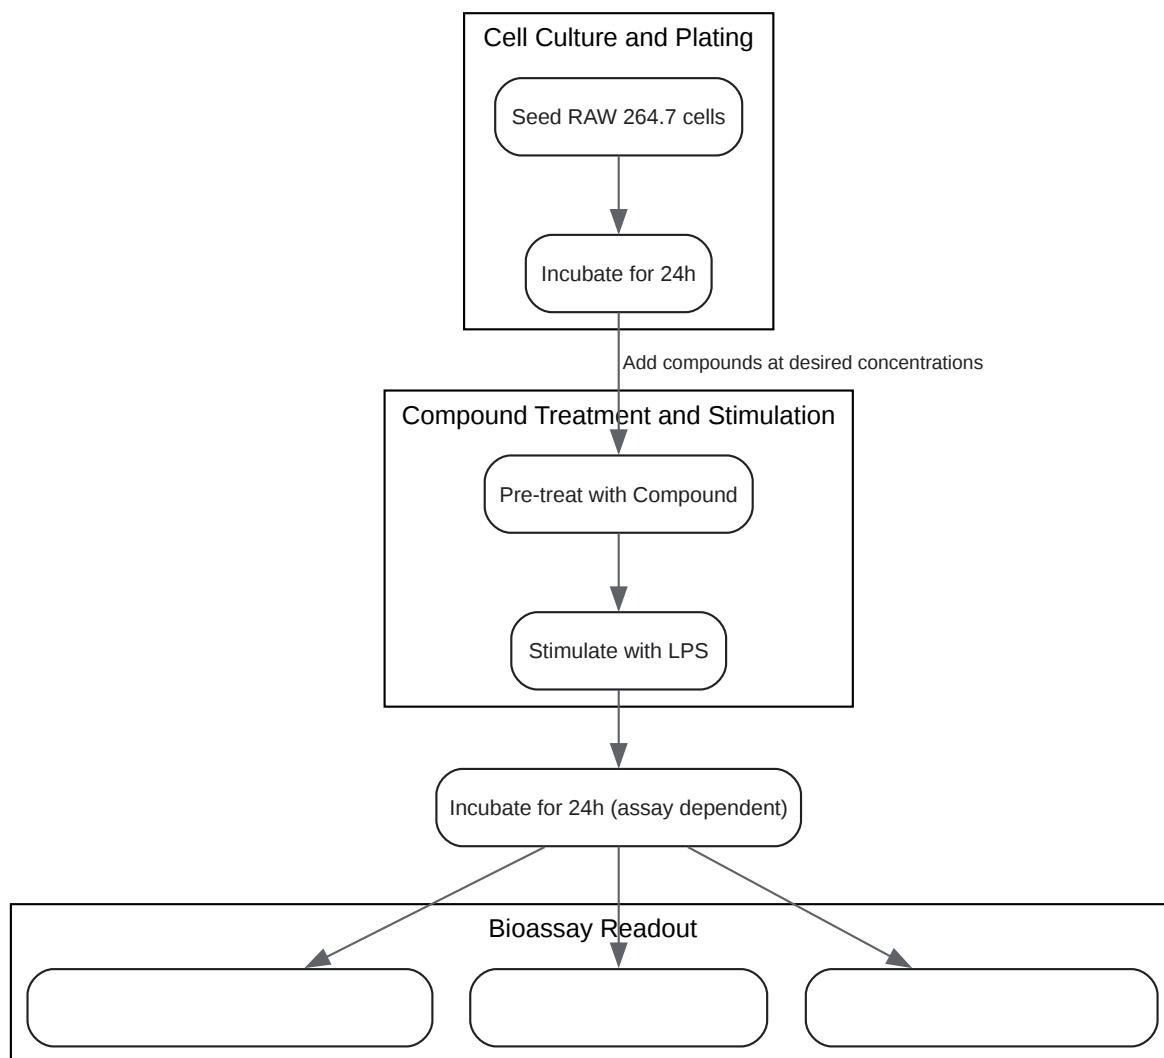 Cell Culture and Plating
Seed RAW 264.7 cells
Incubate for 24h
Add compounds at desired concentrations
Compound Treatment and Stimulation
Pre-treat with Compound
Stimulate with LPS
Incubate for 24h (assay dependent)
Bioassay Readout